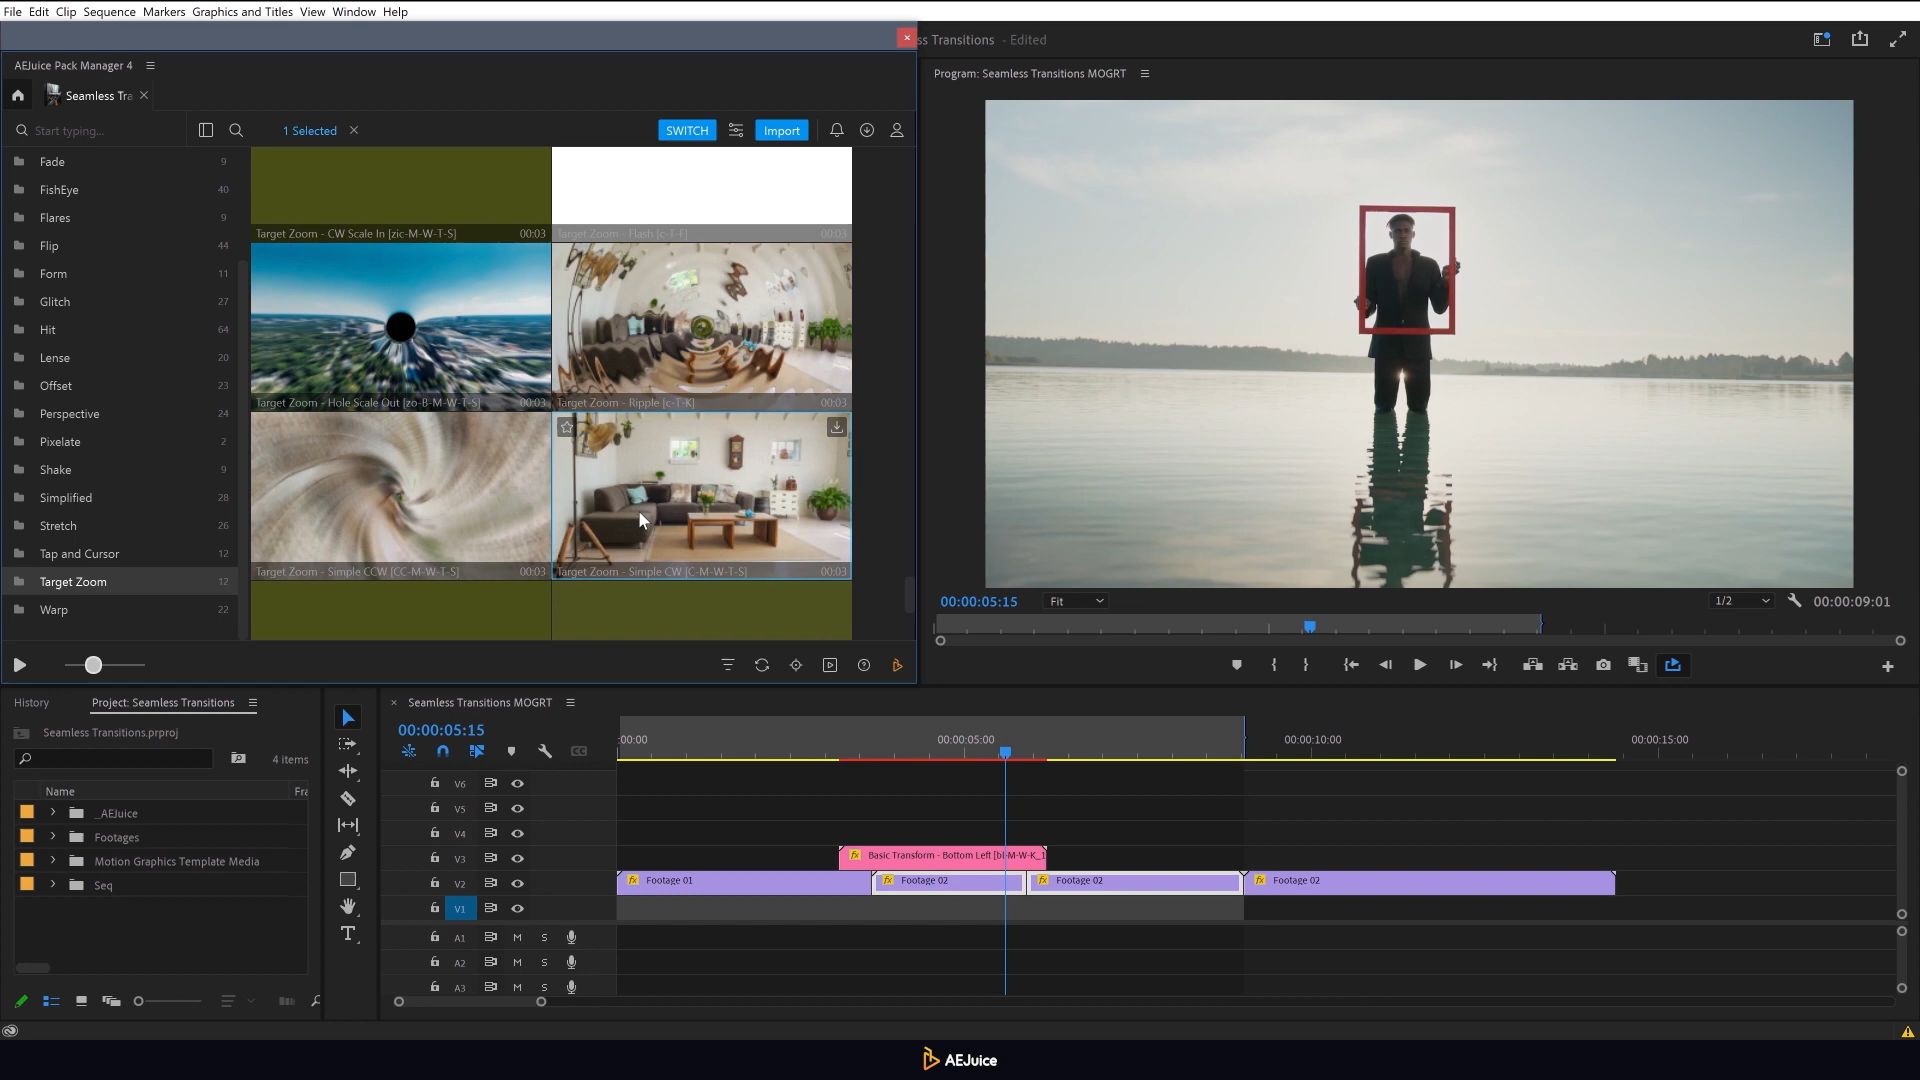 File Edit Clip Sequence Markers Graphics and Titles View Window Help
ss Transitions - Edited
AEJuice Pack Manager 4
Seamless Tra
Start typing...
1 Selected
SWITCH
Import
Fade 9
FishEye 40
Flares 9
Flip 44
Form 11
Glitch 27
Hit 64
Lense 20
Offset 23
Perspective 24
Pixelate 2
Shake 9
Simplified 28
Stretch 26
Tap and Cursor 12
Target Zoom 12
Warp 22
Target Zoom - CW Scale In [zic-M-W-T-S] 00:03
Target Zoom - Flash [c-T-F] 00:03
Target Zoom - Hole Scale Out [zo-B-M-W-T-S] 00:03
Target Zoom - Ripple [c-T-K] 00:03
Target Zoom - Simple CCW [CC-M-W-T-S] 00:03
Target Zoom - Simple CW [C-M-W-T-S] 00:03
Program: Seamless Transitions MOGRT
00:00:05:15
Fit
1/2
00:00:09:01
History
Project: Seamless Transitions
Seamless Transitions.prproj
4 items
Name
Fra
_AEJuice
Footages
Motion Graphics Template Media
Seq
× Seamless Transitions MOGRT
00:00:05:15
:00:00
00:00:05:00
00:00:10:00
00:00:15:00
V6
V5
V4
V3
fx Basic Transform - Bottom Left [bl-M-W-K_1
V2
fx Footage 01
fx Footage 02
fx Footage 02
fx Footage 02
V1
A1 M S
A2 M S
A3 M S
AEJuice